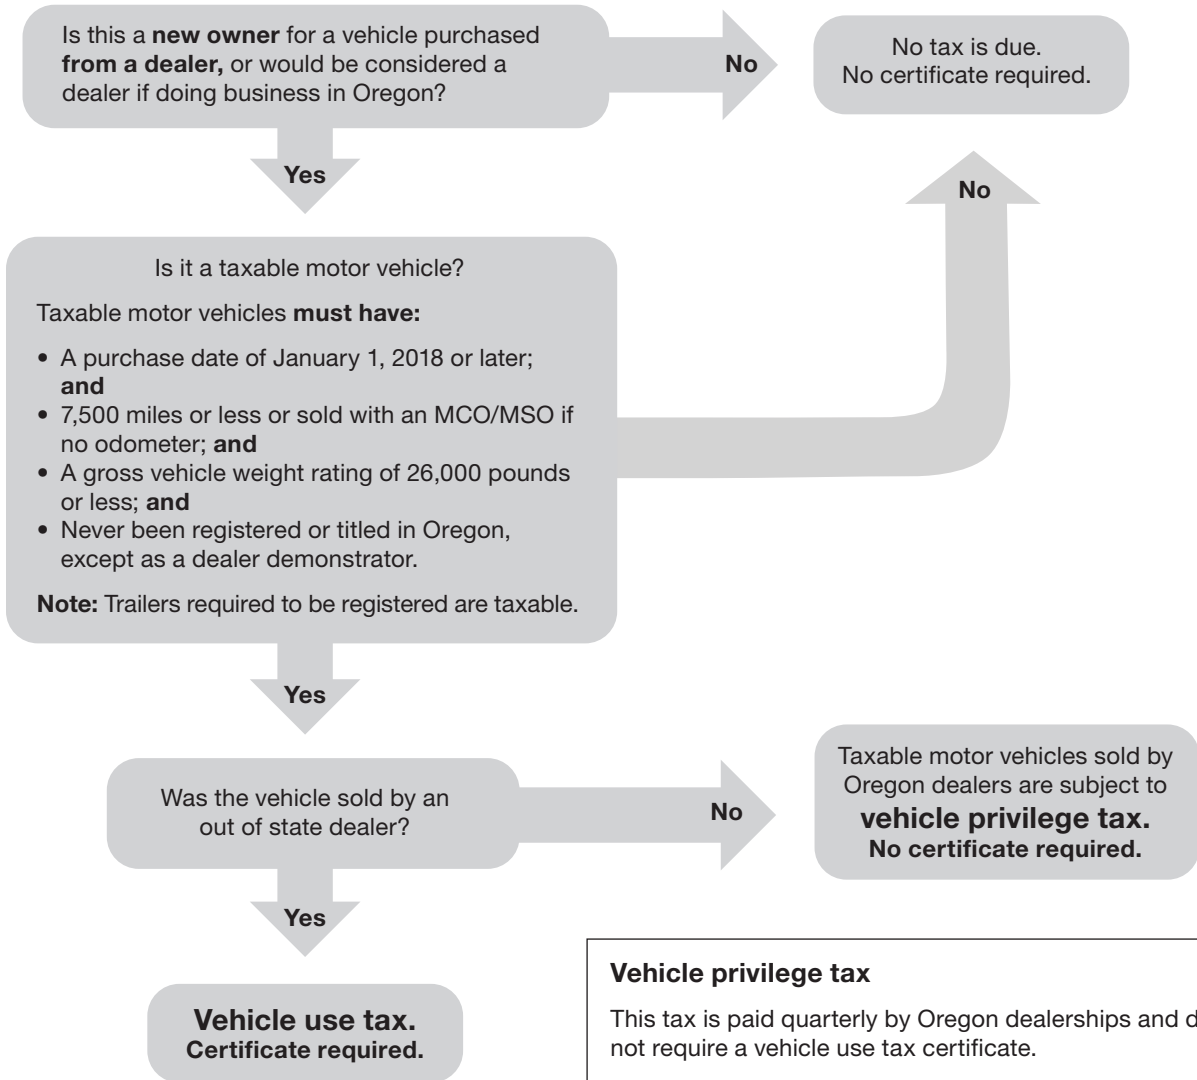 Is this a new owner for a vehicle purchased
from a dealer, or would be considered a
dealer if doing business in Oregon?
No
No tax is due.
No certificate required.
Yes
No
Is it a taxable motor vehicle?
Taxable motor vehicles must have:
• A purchase date of January 1, 2018 or later;
and
• 7,500 miles or less or sold with an MCO/MSO if
no odometer; and
• A gross vehicle weight rating of 26,000 pounds
or less; and
• Never been registered or titled in Oregon,
except as a dealer demonstrator.
Note: Trailers required to be registered are taxable.
Yes
Was the vehicle sold by an
out of state dealer?
No
Taxable motor vehicles sold by
Oregon dealers are subject to
vehicle privilege tax.
No certificate required.
Yes
Vehicle use tax.
Certificate required.
Vehicle privilege tax
This tax is paid quarterly by Oregon dealerships and
not require a vehicle use tax certificate.